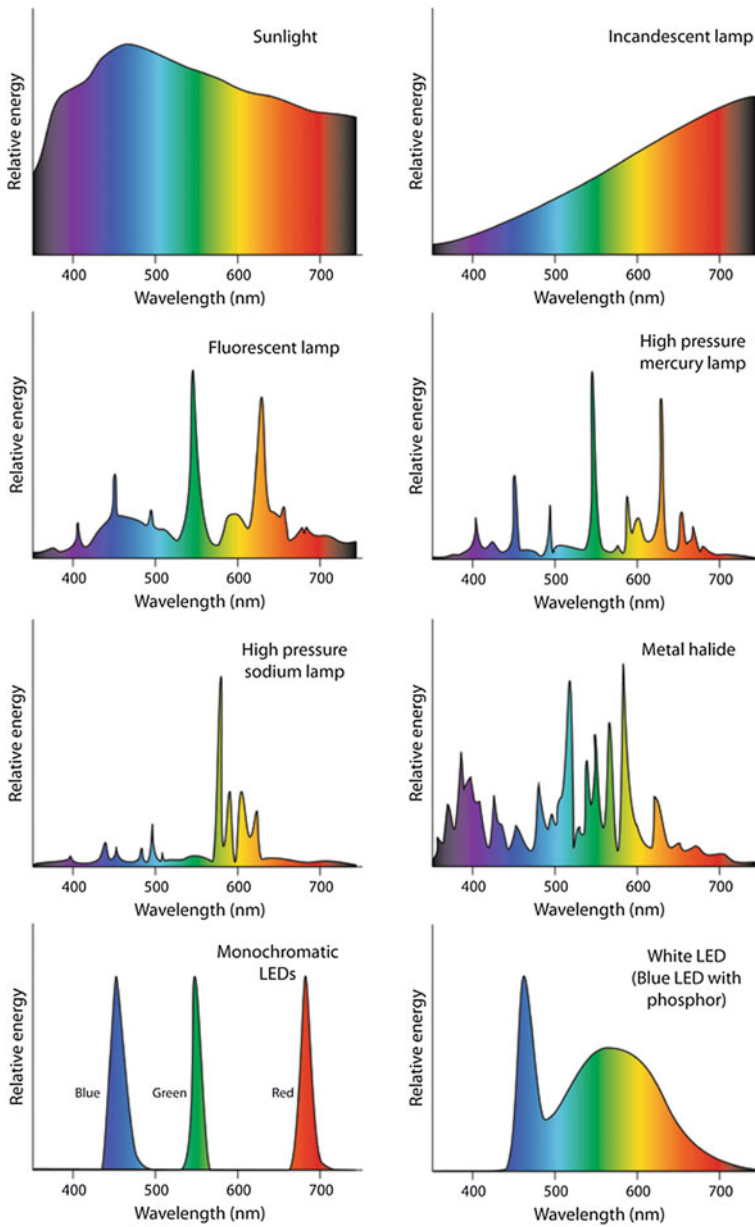 Sunlight
Relative energy
400 500 600 700
Wavelength (nm)
Incandescent lamp
Relative energy
400 500 600 700
Wavelength (nm)
Fluorescent lamp
Relative energy
400 500 600 700
Wavelength (nm)
High pressure
mercury lamp
Relative energy
400 500 600 700
Wavelength (nm)
High pressure
sodium lamp
Relative energy
400 500 600 700
Wavelength (nm)
Metal halide
Relative energy
400 500 600 700
Wavelength (nm)
Monochromatic
LEDs
Relative energy
Blue Green Red
400 500 600 700
Wavelength (nm)
White LED
(Blue LED with
phosphor)
Relative energy
400 500 600 700
Wavelength (nm)